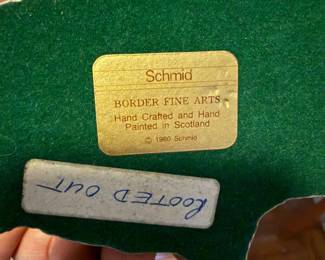 Schmid
BORDER FINE ARTS
Hand Crafted and Hand
Painted in Scotland
© 1980 Schmid
ROOTED OUT